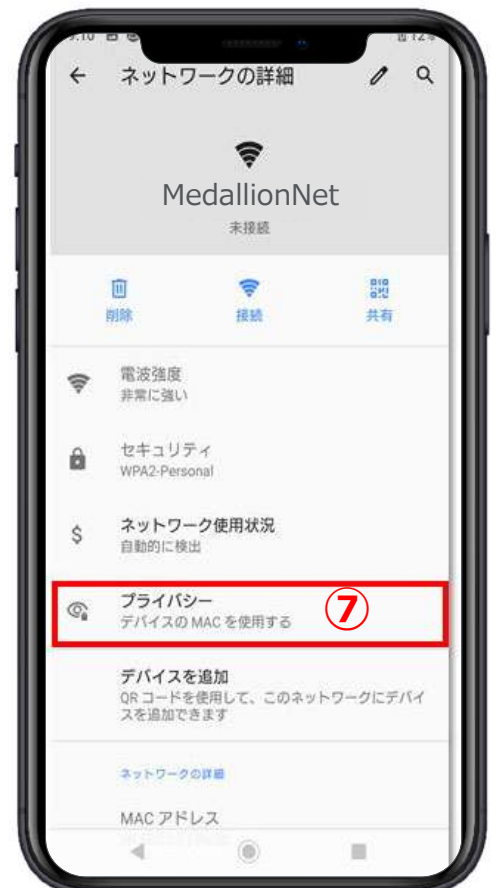 ネットワークの詳細
MedallionNet
未接続
削除
接続
共有
電波強度
非常に強い
セキュリティ
WPA2-Personal
$
ネットワーク使用状況
自動的に検出
プライバシー
デバイスの MAC を使用する
⑦
デバイスを追加
QR コードを使用して、このネットワークにデバイ
スを追加できます
ネットワークの詳細
MAC アドレス